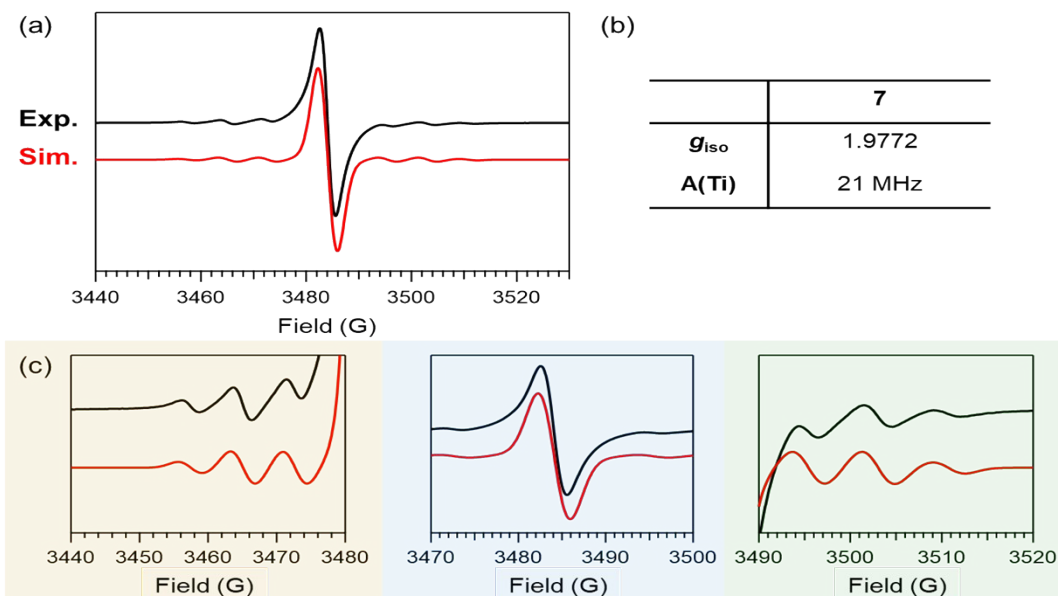 (a)
Exp.
Sim.
3440 3460 3480 3500 3520
Field (G)
(b)
7
giso 1.9772
A(Ti) 21 MHz
(c)
3440 3450 3460 3470 3480
Field (G)
3470 3480 3490 3500
Field (G)
3490 3500 3510 3520
Field (G)